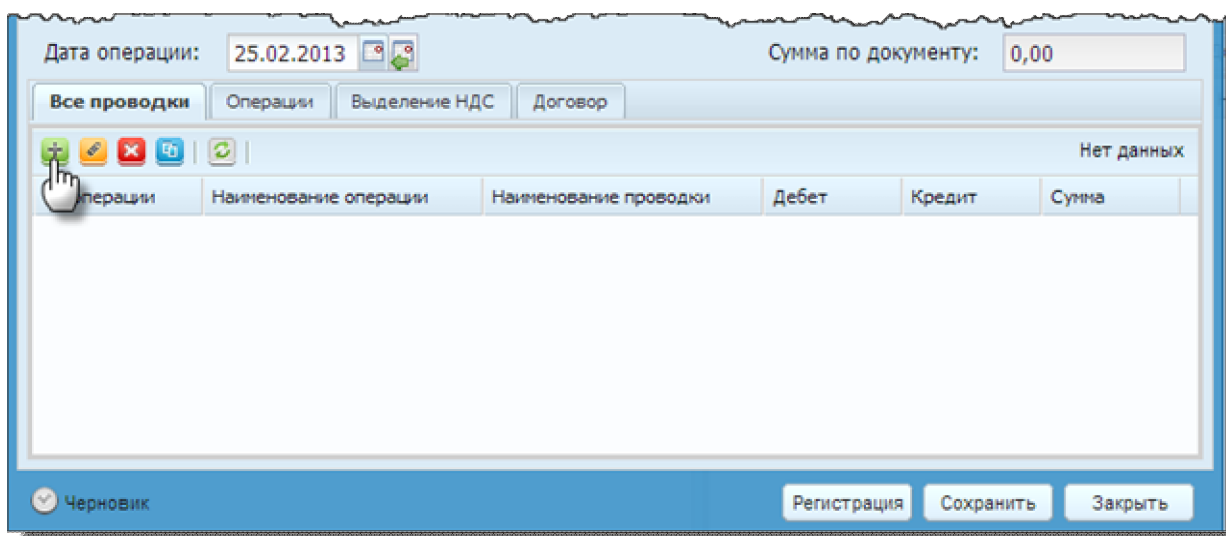 Дата операции: 25.02.2013 Сумма по документу: 0,00
Все проводки Операции Выделение НДС Договор
Нет данных
Наименование операции Наименование проводки Дебет Кредит Сумма
Черновик Регистрация Сохранить Закрыть